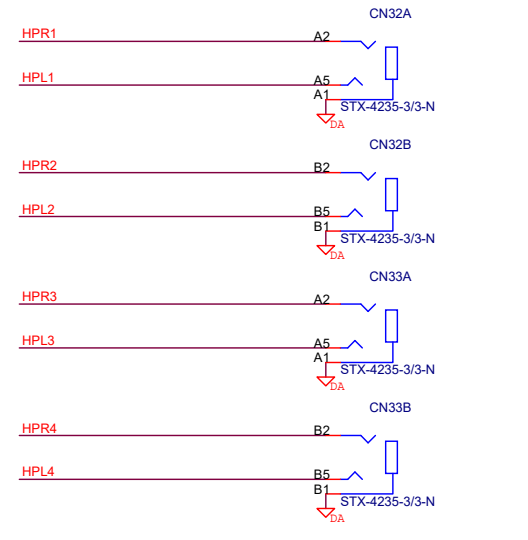 CN32A
HPR1 A2
HPL1 A5
A1
STX-4235-3/3-N
DA
CN32B
HPR2 B2
HPL2 B5
B1
STX-4235-3/3-N
DA
CN33A
HPR3 A2
HPL3 A5
A1
STX-4235-3/3-N
DA
CN33B
HPR4 B2
HPL4 B5
B1
STX-4235-3/3-N
DA